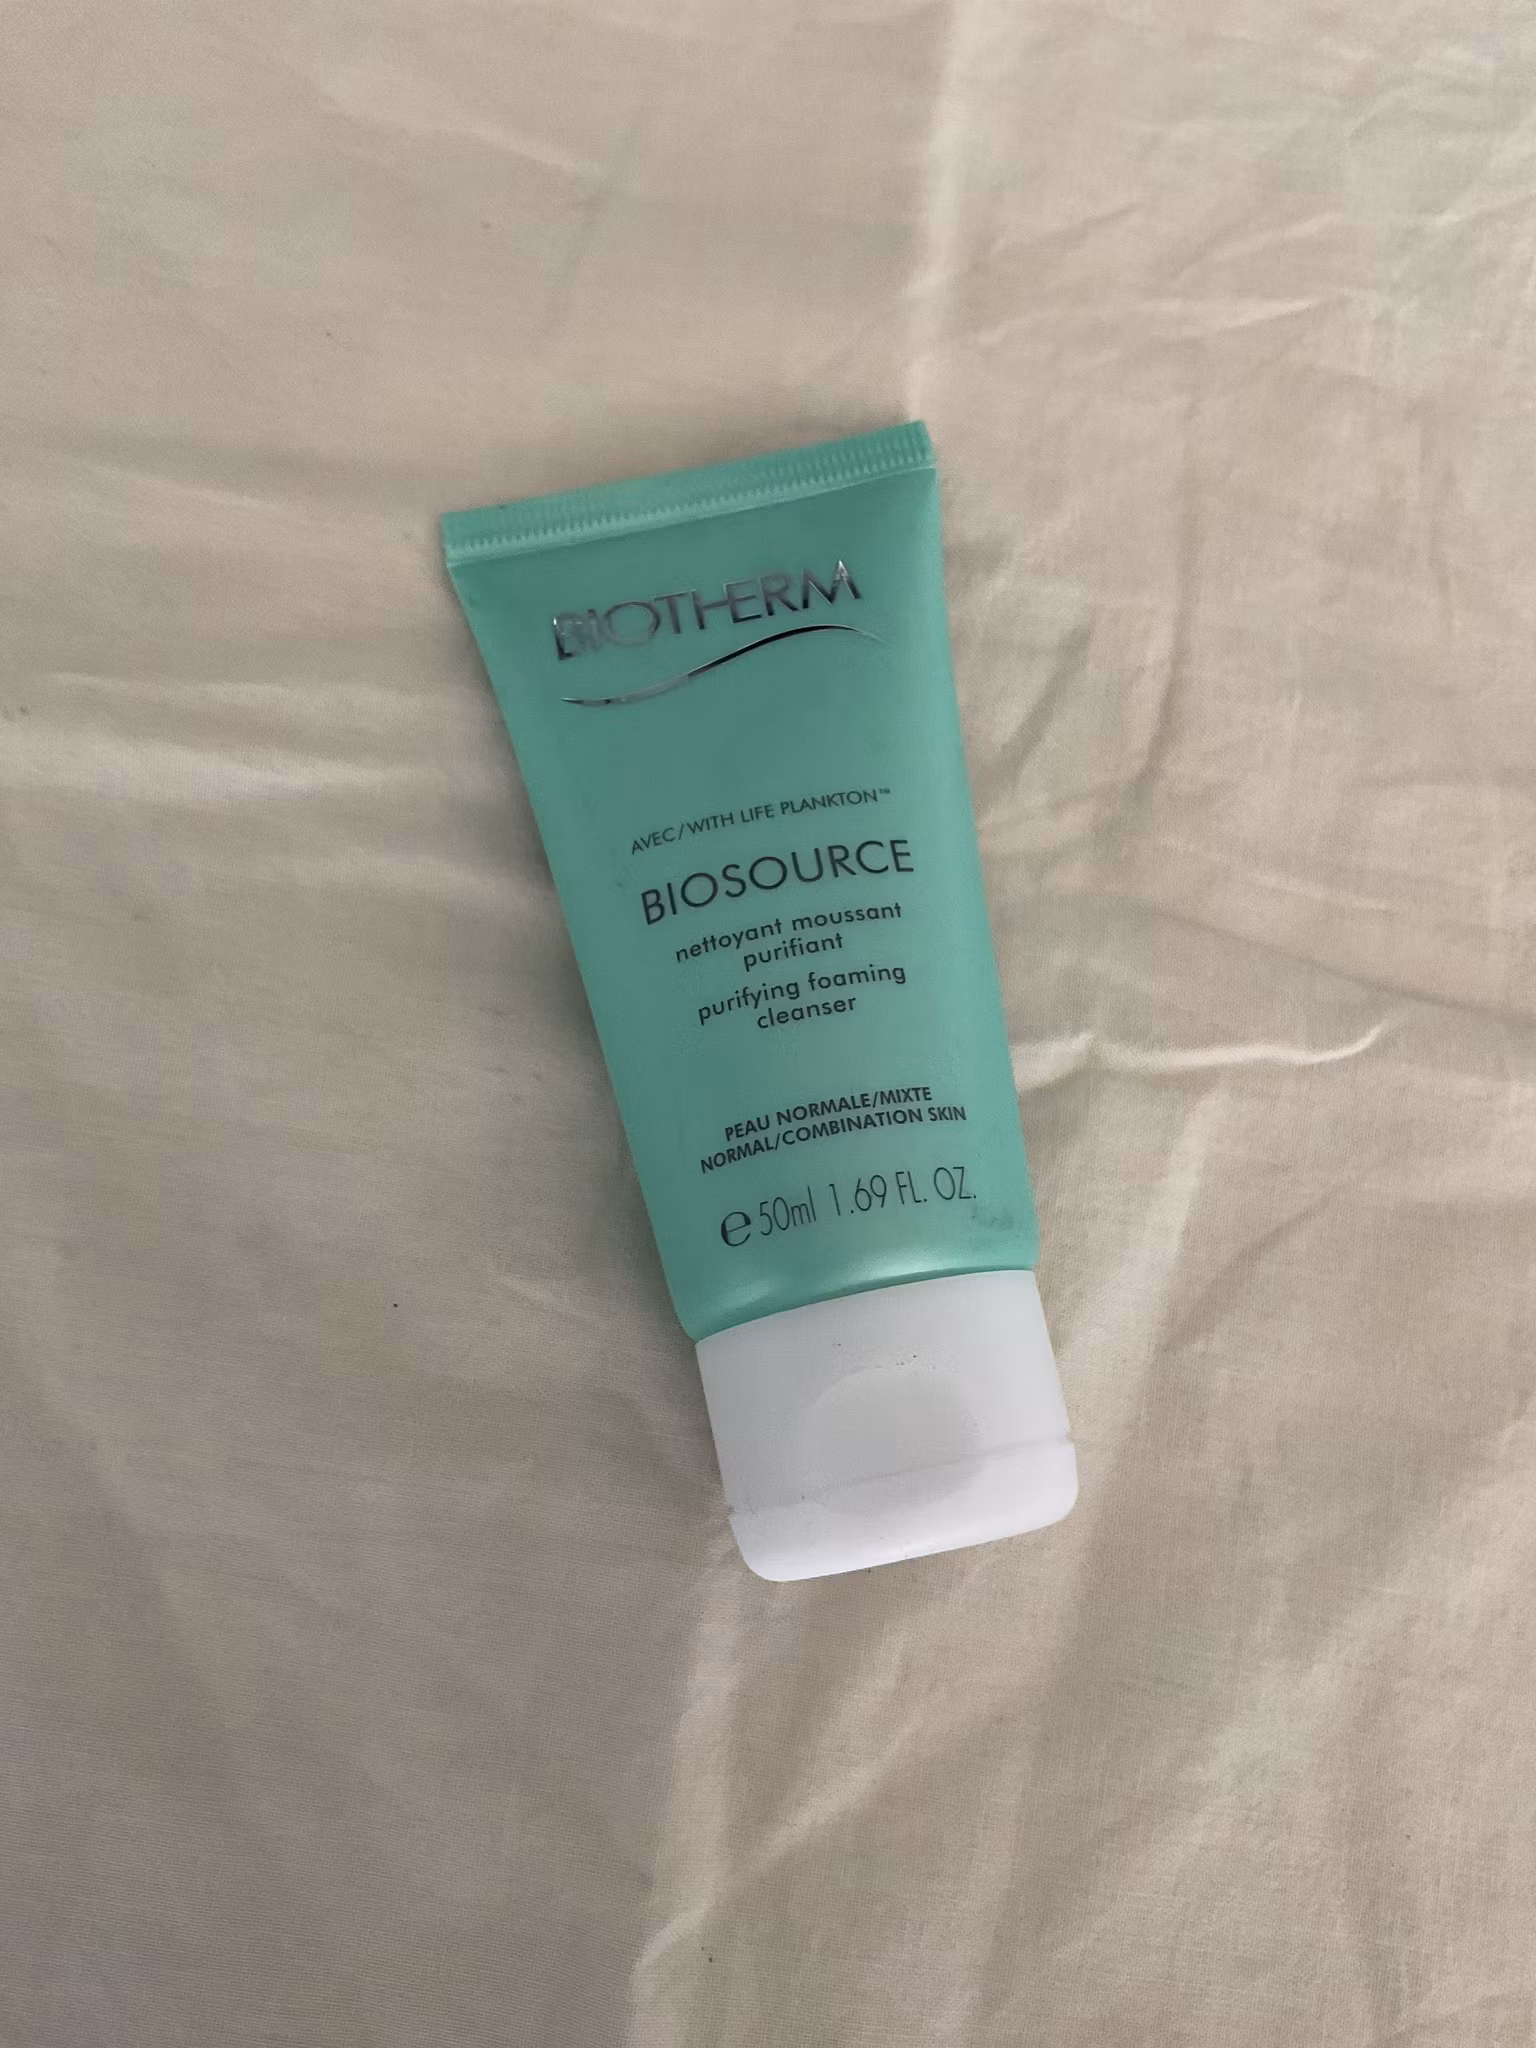 BIOTHERM
AVEC/WITH LIFE PLANKTON™
BIOSOURCE
nettoyant moussant
purifiant
purifying foaming
cleanser
PEAU NORMALE/MIXTE
NORMAL/COMBINATION SKIN
℮50ml 1.69 FL. OZ.